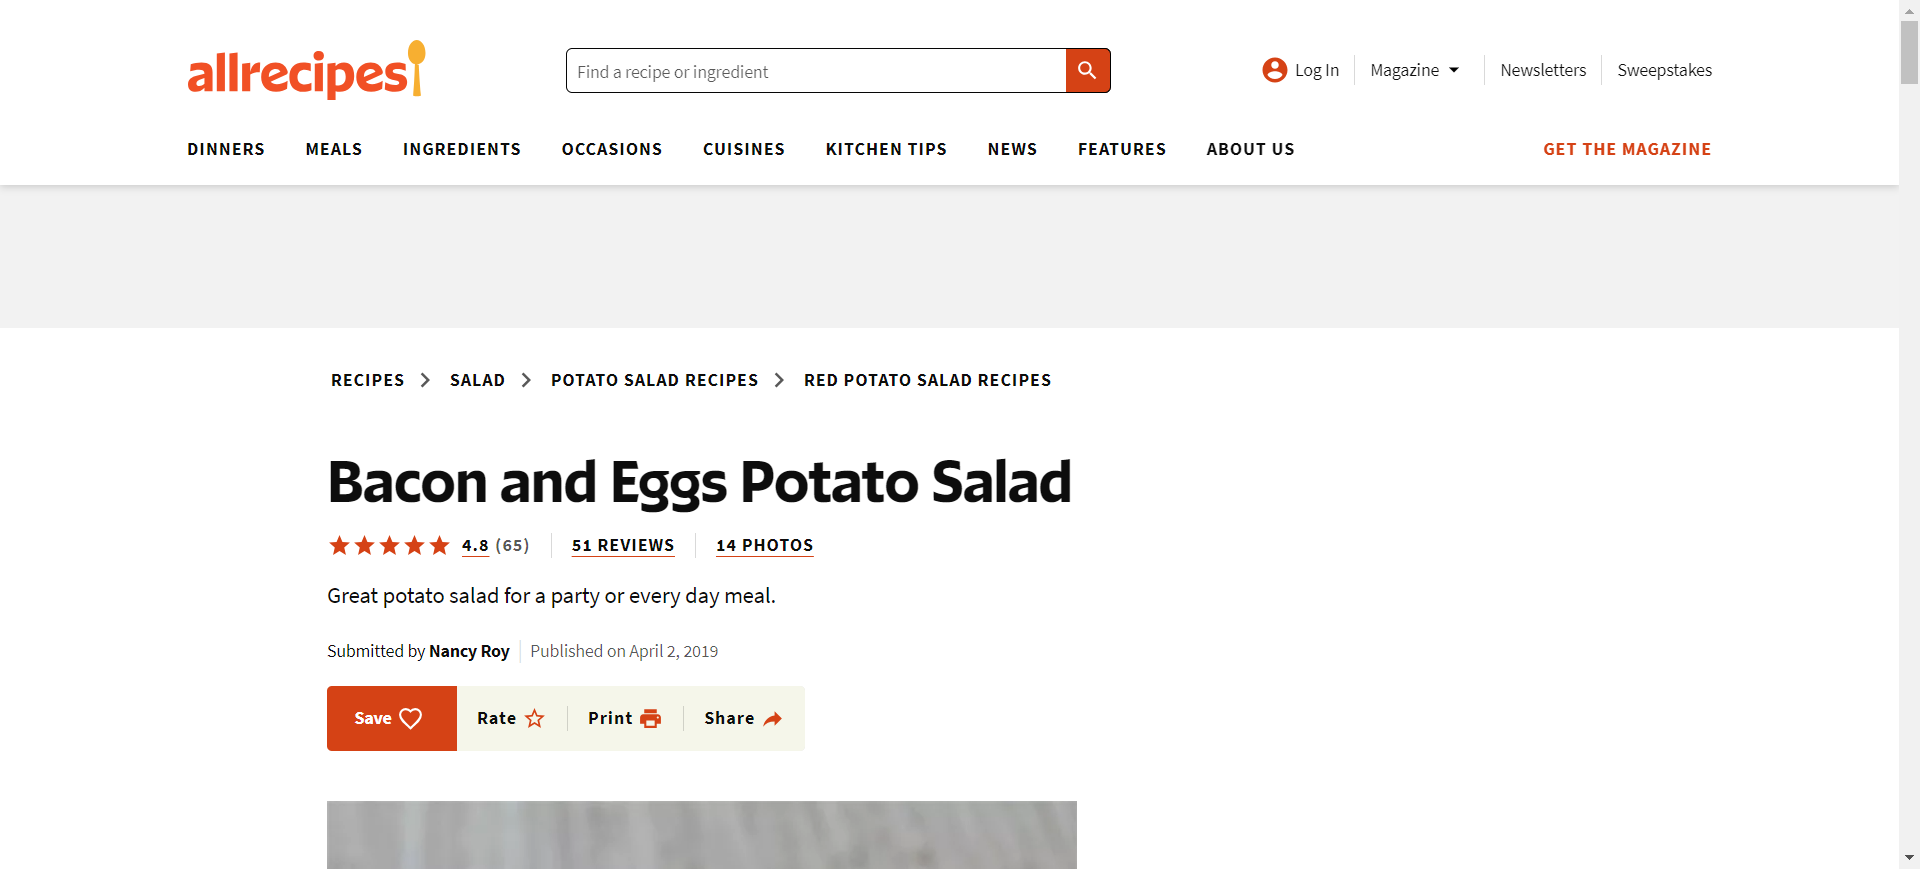 allrecipes
Find a recipe or ingredient
Log In
Magazine
Newsletters
Sweepstakes
DINNERS
MEALS
INGREDIENTS
OCCASIONS
CUISINES
KITCHEN TIPS
NEWS
FEATURES
ABOUT US
GET THE MAGAZINE
RECIPES > SALAD > POTATO SALAD RECIPES > RED POTATO SALAD RECIPES
Bacon and Eggs Potato Salad
4.8 (65)
51 REVIEWS
14 PHOTOS
Great potato salad for a party or every day meal.
Submitted by Nancy Roy
Published on April 2, 2019
Save
Rate
Print
Share